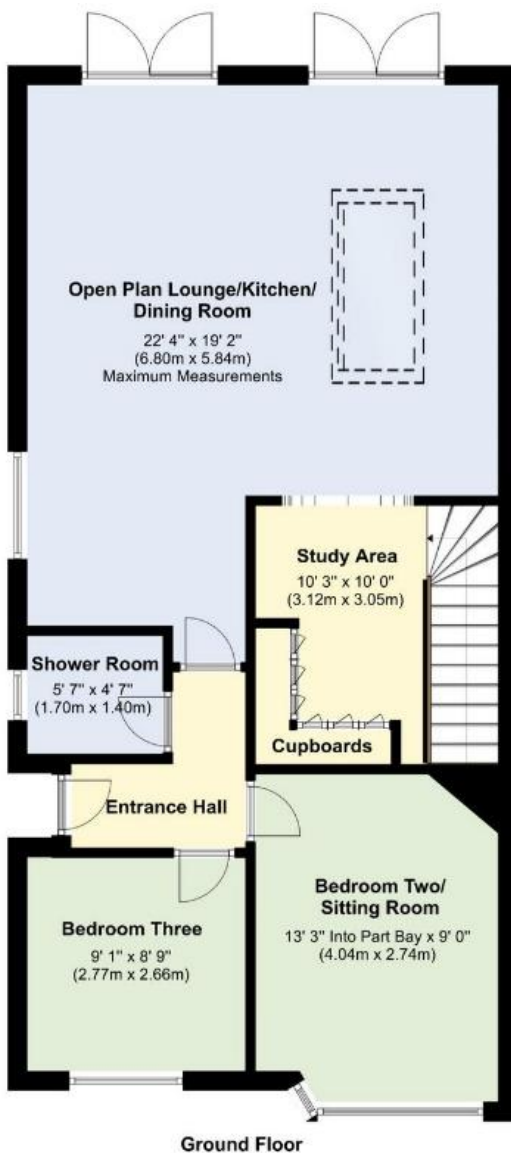 Open Plan Lounge/Kitchen/
Dining Room
22' 4" x 19' 2"
(6.80m x 5.84m)
Maximum Measurements
Study Area
10' 3" x 10' 0"
(3.12m x 3.05m)
Shower Room
5' 7" x 4' 7"
(1.70m x 1.40m)
Cupboards
Entrance Hall
Bedroom Two/
Sitting Room
13' 3" Into Part Bay x 9' 0"
(4.04m x 2.74m)
Bedroom Three
9' 1" x 8' 9"
(2.77m x 2.66m)
Ground Floor